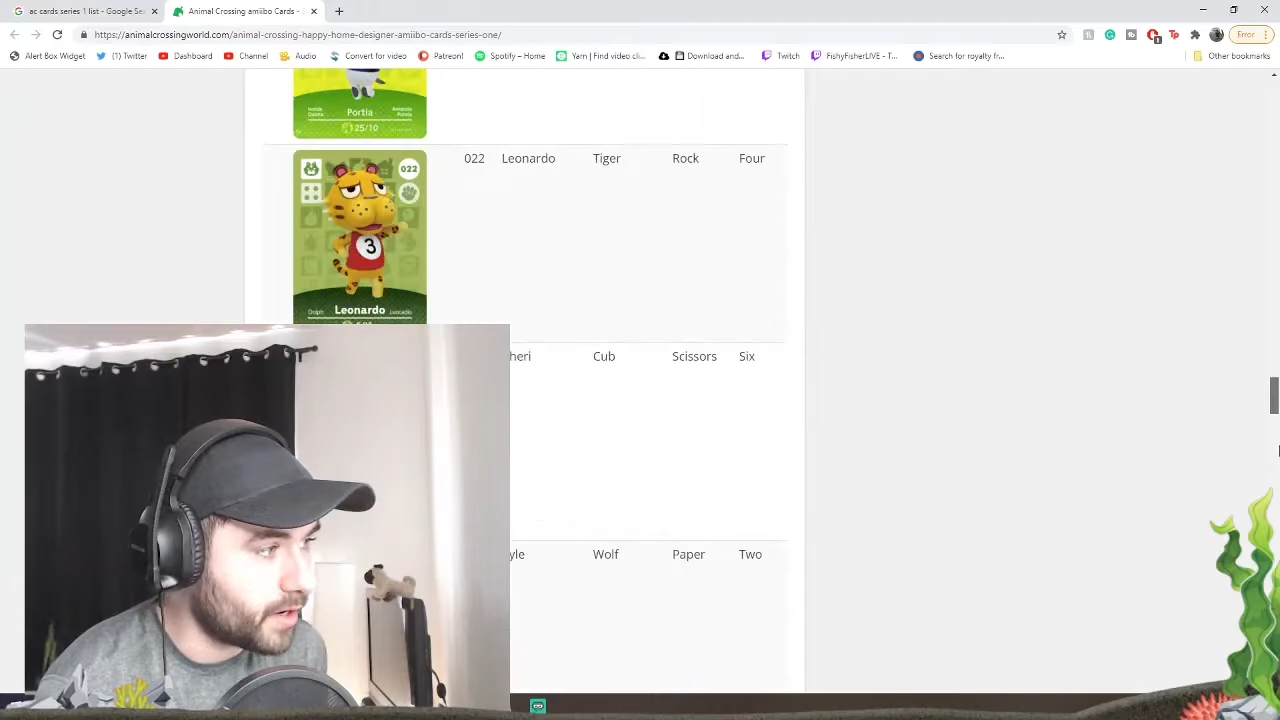 ac cards series 1 list - Google Se
Animal Crossing amiibo Cards -
https://animalcrossingworld.com/animal-crossing-happy-home-designer-amiibo-cards-series-one/
Error
Alert Box Widget
(1) Twitter
Dashboard
Channel
Audio
Convert for video
Patreon!
Spotify – Home
Yarn | Find video cli...
Download and...
Twitch
FishyFisherLIVE - T...
Search for royalty fr...
Other bookmarks
Portia
25/10
022 Leonardo Tiger Rock Four
022
3
Leonardo
heri Cub Scissors Six
yle Wolf Paper Two